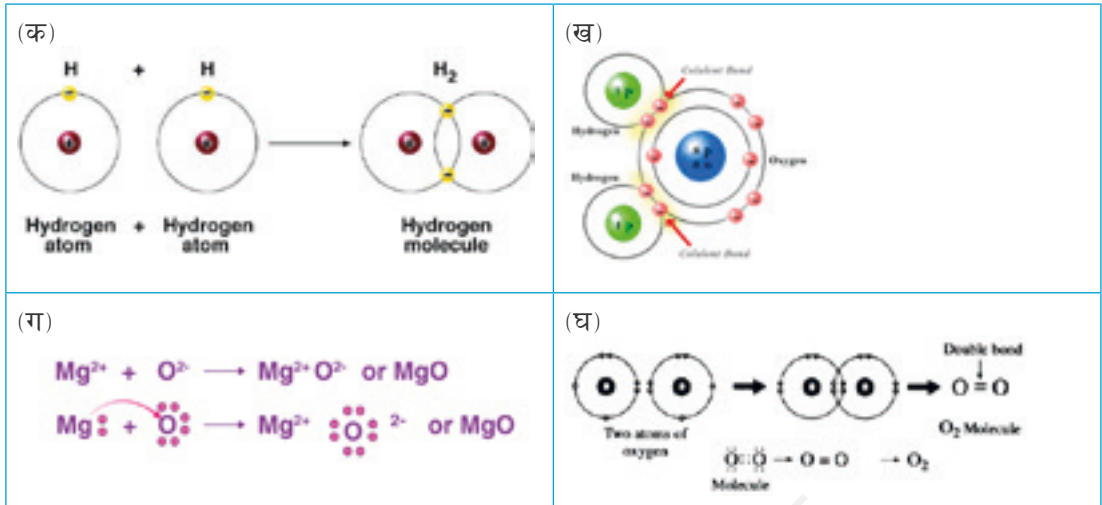 (क)
H + H H₂
Hydrogen atom + Hydrogen atom
Hydrogen molecule
(ख)
Covalent Bond
Hydrogen
Oxygen
Hydrogen
Covalent Bond
(ग)
Mg²⁺ + O²⁻ → Mg²⁺ O²⁻ or MgO
Mg + O → Mg²⁺ O ²⁻ or MgO
(घ)
Double bond
O O O O O = O
Two atoms of oxygen
O₂ Molecule
O::O → O = O → O₂
Molecule